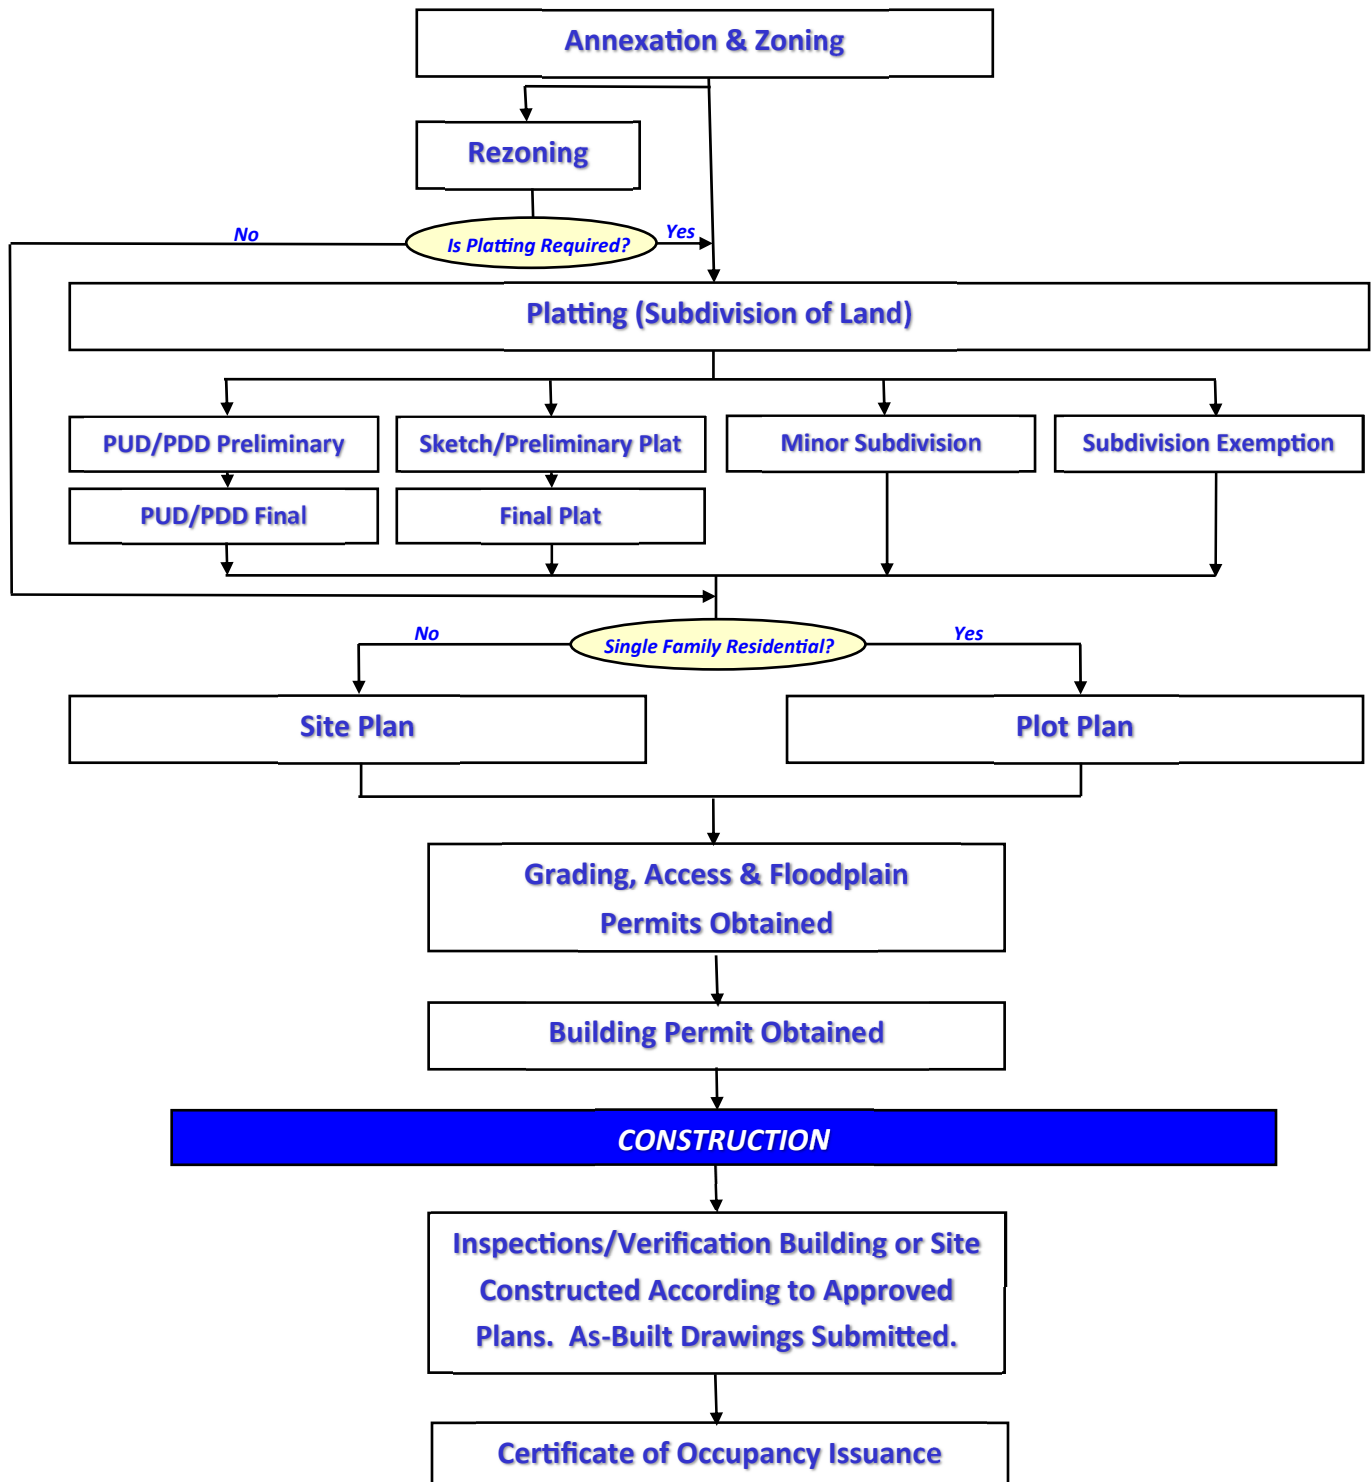 Annexation & Zoning
Rezoning
No
Is Platting Required?
Yes
Platting (Subdivision of Land)
PUD/PDD Preliminary
Sketch/Preliminary Plat
Minor Subdivision
Subdivision Exemption
PUD/PDD Final
Final Plat
No
Single Family Residential?
Yes
Site Plan
Plot Plan
Grading, Access & Floodplain
Permits Obtained
Building Permit Obtained
CONSTRUCTION
Inspections/Verification Building or Site
Constructed According to Approved
Plans. As-Built Drawings Submitted.
Certificate of Occupancy Issuance